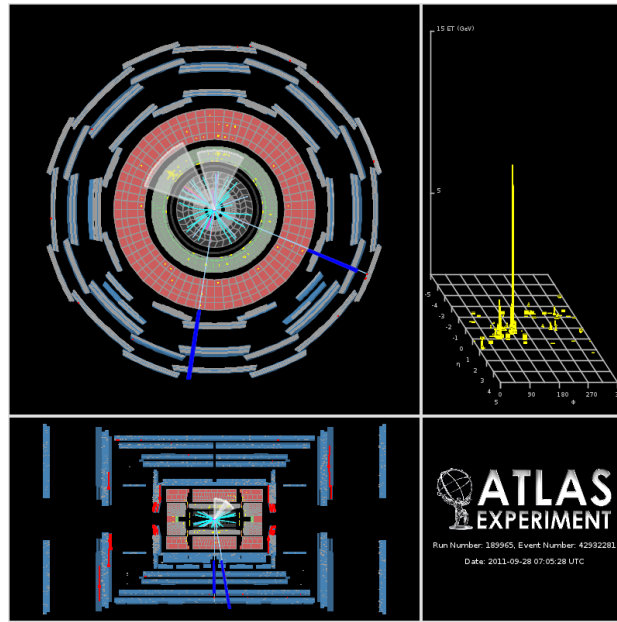 15 ET (GeV)
5
-5
-4
-3
-2
-1
0
1
2
3
4
5
η
0 90 180 270 3
Φ
ATLAS
EXPERIMENT
Run Number: 189965, Event Number: 42932281
Date: 2011-09-28 07:05:28 UTC